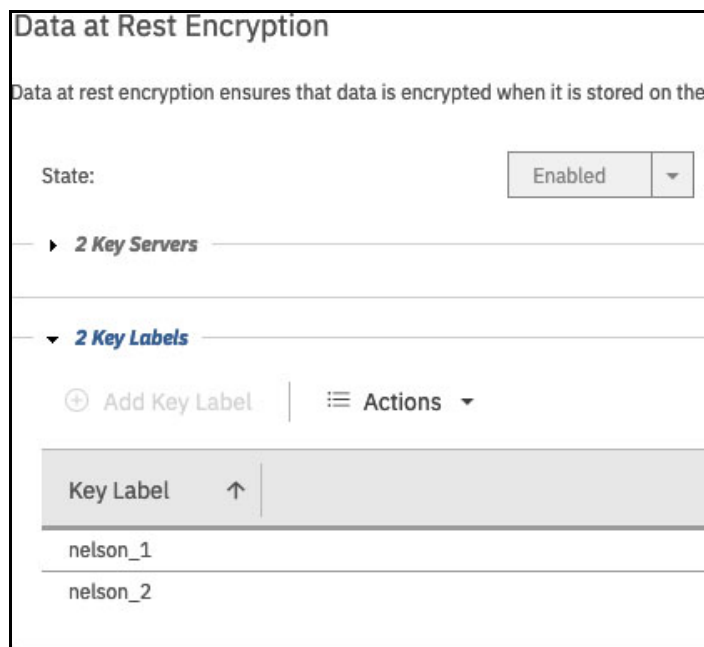 Data at Rest Encryption
Data at rest encryption ensures that data is encrypted when it is stored on the
State:
Enabled
2 Key Servers
2 Key Labels
Add Key Label
Actions
Key Label
nelson_1
nelson_2